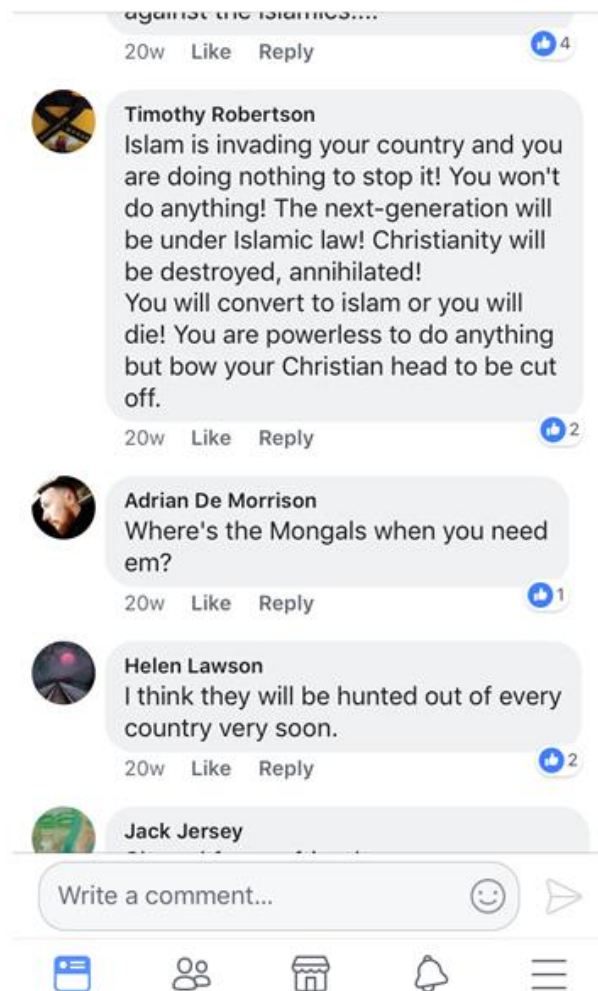 against the islamics....
20w Like Reply 4
Timothy Robertson
Islam is invading your country and you
are doing nothing to stop it! You won't
do anything! The next-generation will
be under Islamic law! Christianity will
be destroyed, annihilated!
You will convert to islam or you will
die! You are powerless to do anything
but bow your Christian head to be cut
off.
20w Like Reply 2
Adrian De Morrison
Where's the Mongals when you need
em?
20w Like Reply 1
Helen Lawson
I think they will be hunted out of every
country very soon.
20w Like Reply 2
Jack Jersey
Write a comment...